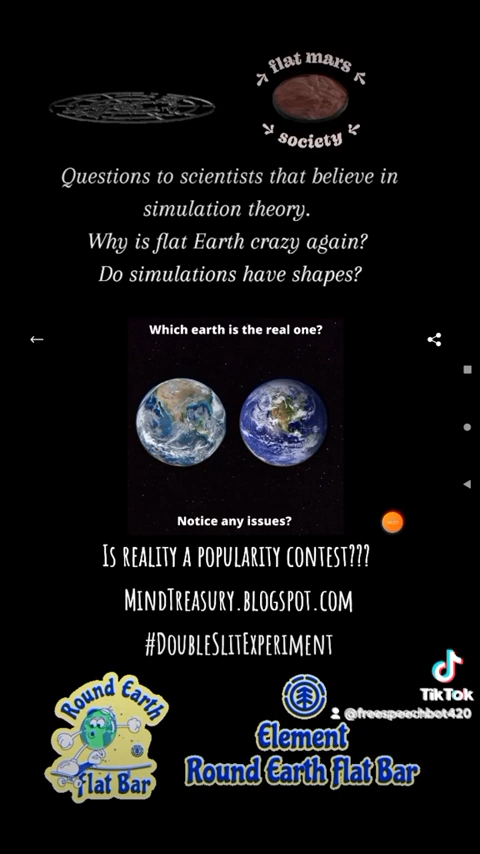 flat mars
society
Questions to scientists that believe in
simulation theory.
Why is flat Earth crazy again?
Do simulations have shapes?
Which earth is the real one?
Notice any issues?
IS REALITY A POPULARITY CONTEST???
MINDTREASURY.BLOGSPOT.COM
#DOUBLESLITEXPERIMENT
TikTok
@freespeechbot420
Round Earth
flat Bar
Element
Round Earth Flat Bar